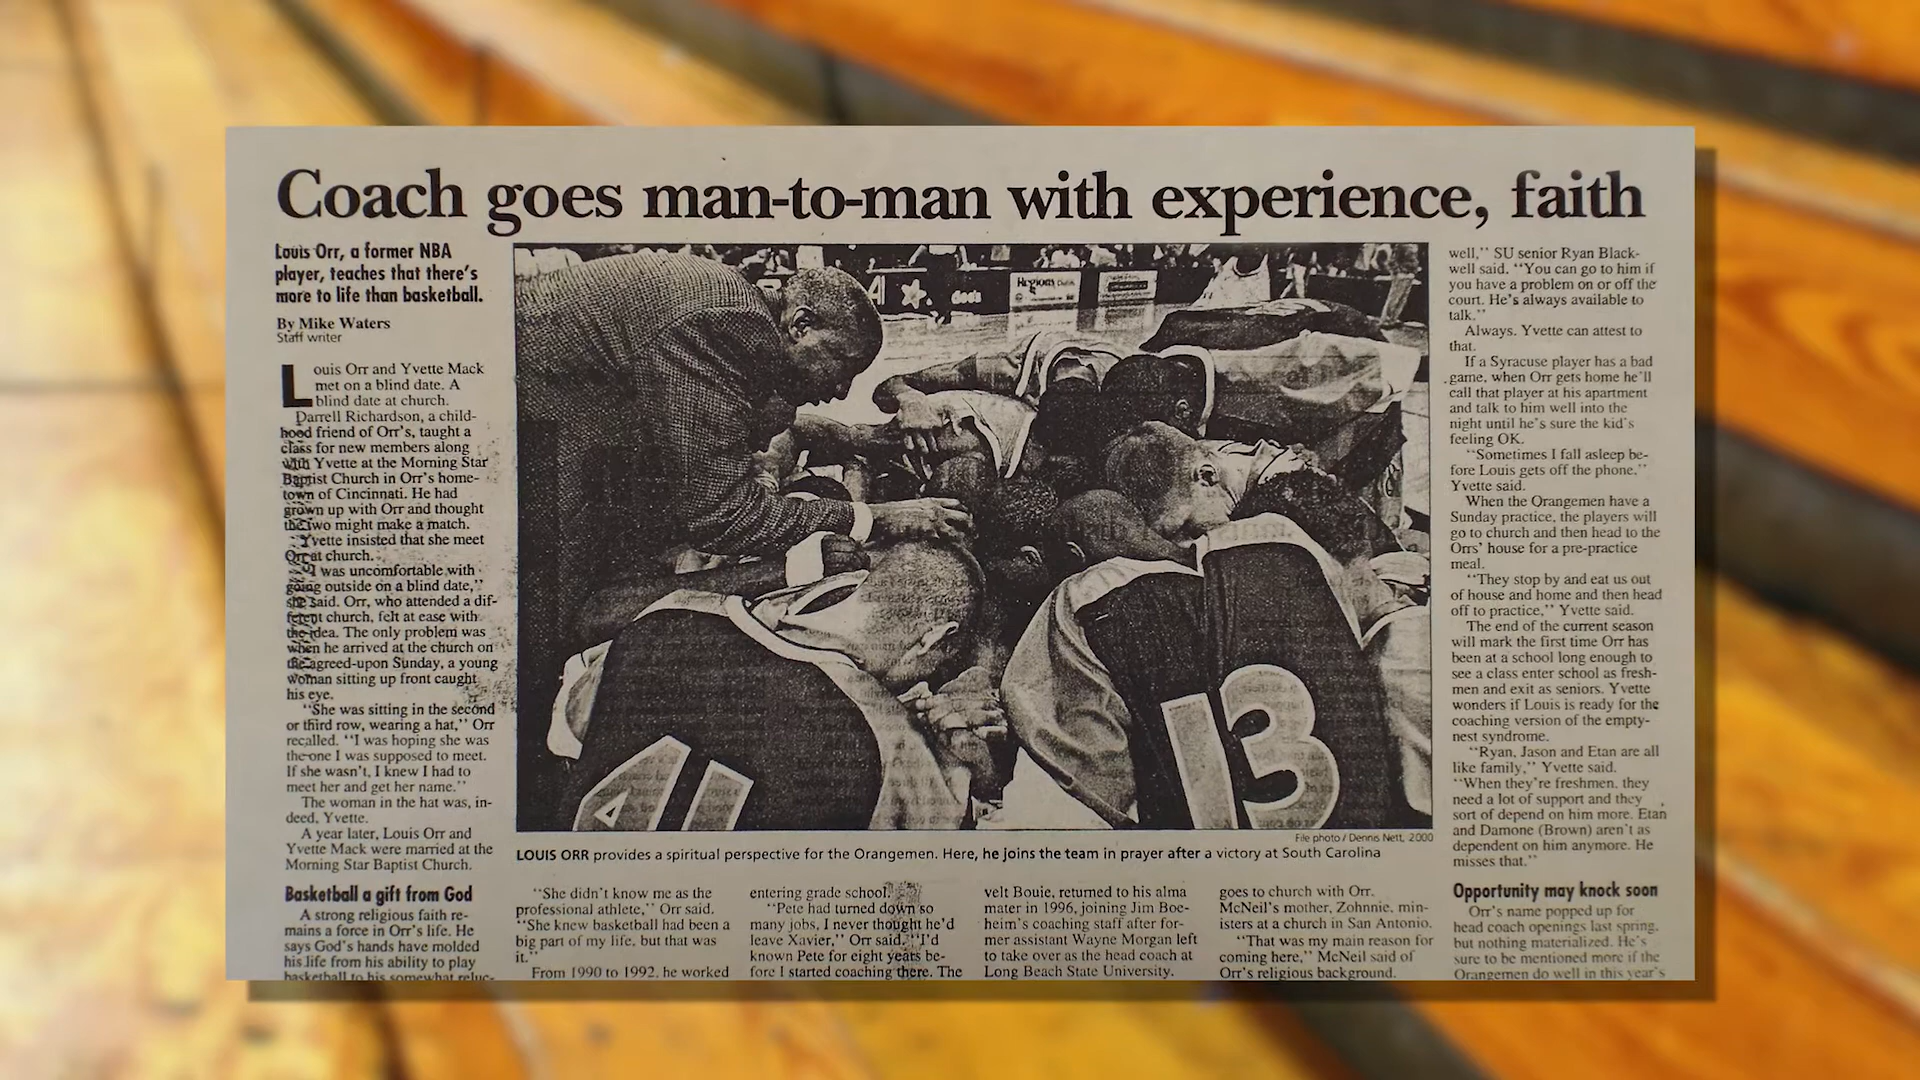 Coach goes man-to-man with experience, faith
Louis Orr, a former NBA
player, teaches that there's
more to life than basketball.
By Mike Waters
Staff writer
Louis Orr and Yvette Mack
met on a blind date. A
blind date at church.
Darrell Richardson, a child-
hood friend of Orr's, taught a
class for new members along
with Yvette at the Morning Star
Baptist Church in Orr's home-
town of Cincinnati. He had
grown up with Orr and thought
the two might make a match.
Yvette insisted that she meet
Orr at church.
"I was uncomfortable with
going outside on a blind date,"
she said. Orr, who attended a dif-
ferent church, felt at ease with
the idea. The only problem was
when he arrived at the church on
the agreed-upon Sunday, a young
woman sitting up front caught
his eye.
"She was sitting in the second
or third row, wearing a hat," Orr
recalled. "I was hoping she was
the one I was supposed to meet.
If she wasn't, I knew I had to
meet her and get her name."
The woman in the hat was, in-
deed, Yvette.
A year later, Louis Orr and
Yvette Mack were married at the
Morning Star Baptist Church.
Basketball a gift from God
A strong religious faith re-
mains a force in Orr's life. He
says God's hands have molded
his life from his ability to play
basketball to his somewhat reluc-
Regions
41
13
File photo / Dennis Nett, 2000
LOUIS ORR provides a spiritual perspective for the Orangemen. Here, he joins the team in prayer after a victory at South Carolina
"She didn't know me as the
professional athlete," Orr said.
"She knew basketball had been a
big part of my life, but that was
it."
From 1990 to 1992, he worked
entering grade school.
"Pete had turned down so
many jobs, I never thought he'd
leave Xavier," Orr said. "I'd
known Pete for eight years be-
fore I started coaching there. The
velt Bouie, returned to his alma
mater in 1996, joining Jim Boe-
heim's coaching staff after for-
mer assistant Wayne Morgan left
to take over as the head coach at
Long Beach State University.
goes to church with Orr.
McNeil's mother, Zohnnie, min-
isters at a church in San Antonio.
"That was my main reason for
coming here," McNeil said of
Orr's religious background.
well," SU senior Ryan Black-
well said. "You can go to him if
you have a problem on or off the
court. He's always available to
talk."
Always. Yvette can attest to
that.
If a Syracuse player has a bad
game, when Orr gets home he'll
call that player at his apartment
and talk to him well into the
night until he's sure the kid's
feeling OK.
"Sometimes I fall asleep be-
fore Louis gets off the phone,"
Yvette said.
When the Orangemen have a
Sunday practice, the players will
go to church and then head to the
Orrs' house for a pre-practice
meal.
"They stop by and eat us out
of house and home and then head
off to practice," Yvette said.
The end of the current season
will mark the first time Orr has
been at a school long enough to
see a class enter school as fresh-
men and exit as seniors. Yvette
wonders if Louis is ready for the
coaching version of the empty-
nest syndrome.
"Ryan, Jason and Etan are all
like family," Yvette said.
"When they're freshmen, they
need a lot of support and they
sort of depend on him more. Etan
and Damone (Brown) aren't as
dependent on him anymore. He
misses that."
Opportunity may knock soon
Orr's name popped up for
head coach openings last spring,
but nothing materialized. He's
sure to be mentioned more if the
Orangemen do well in this year's